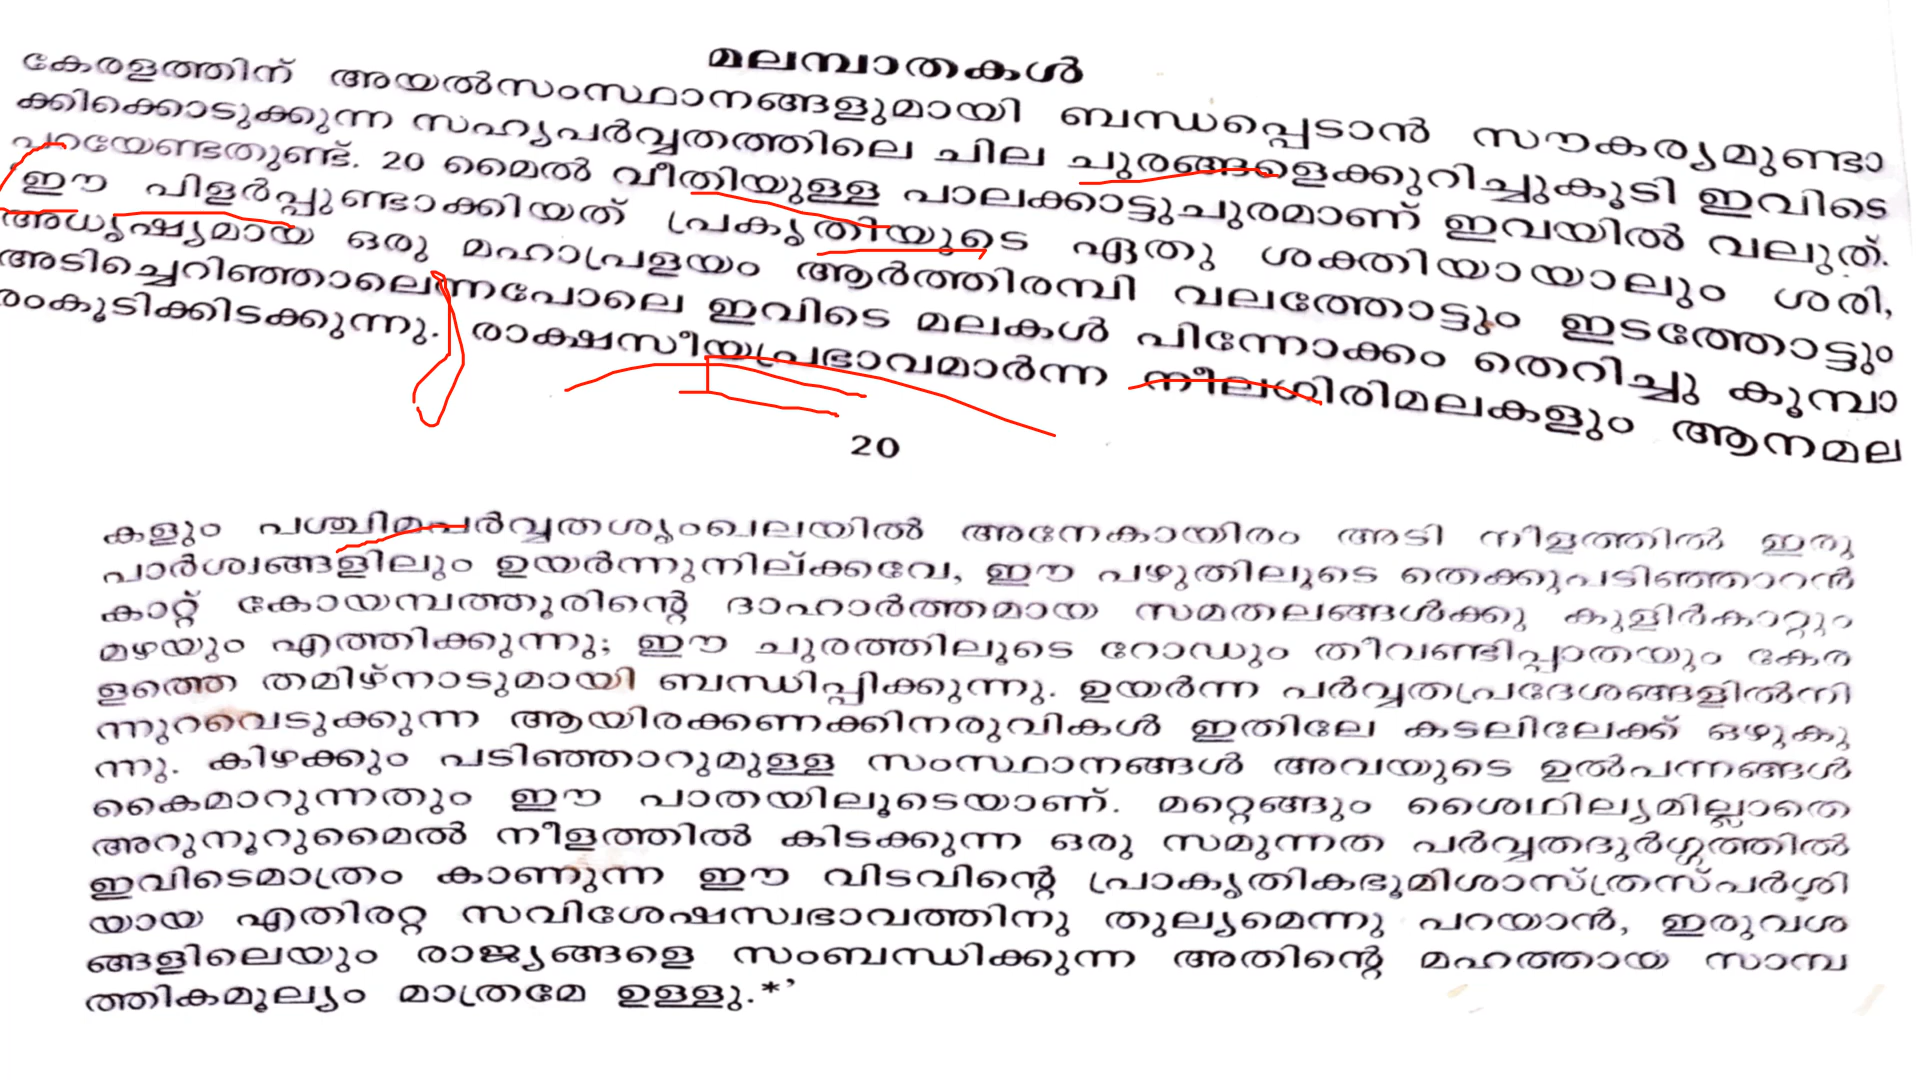 മലമ്പാതകൾ
കേരളത്തിന് അയൽസംസ്ഥാനങ്ങളുമായി ബന്ധപ്പെടാൻ സൗകര്യമുണ്ടാ
ക്കിക്കൊടുക്കുന്ന സഹ്യപർവ്വതത്തിലെ ചില ചുരങ്ങളെക്കുറിച്ചുകൂടി ഇവിടെ
പറയേണ്ടതുണ്ട്. 20 മൈൽ വീതിയുള്ള പാലക്കാട്ടുചുരമാണ് ഇവയിൽ വലുത്.
ഈ പിളർപ്പുണ്ടാക്കിയത് പ്രകൃതിയുടെ ഏതു ശക്തിയായാലും ശരി,
അധൃഷ്യമായ ഒരു മഹാപ്രളയം ആർത്തിരമ്പി വലത്തോട്ടും ഇടത്തോട്ടും
അടിച്ചെറിഞ്ഞാലെന്നപോലെ ഇവിടെ മലകൾ പിന്നോക്കം തെറിച്ചു കൂമ്പാ
രംകൂടിക്കിടക്കുന്നു. രാക്ഷസീയപ്രഭാവമാർന്ന നീലഗിരിമലകളും ആനമല
20
കളും പശ്ചിമപർവ്വതശൃംഖലയിൽ അനേകായിരം അടി നീളത്തിൽ ഇരു
പാർശ്വങ്ങളിലും ഉയർന്നുനില്ക്കവേ, ഈ പഴുതിലൂടെ തെക്കുപടിഞ്ഞാറൻ
കാറ്റ് കോയമ്പത്തൂരിന്റെ ദാഹാർത്തമായ സമതലങ്ങൾക്കു കുളിർകാറ്റും
മഴയും എത്തിക്കുന്നു; ഈ ചുരത്തിലൂടെ റോഡും തീവണ്ടിപ്പാതയും കേര
ളത്തെ തമിഴ്നാടുമായി ബന്ധിപ്പിക്കുന്നു. ഉയർന്ന പർവ്വതപ്രദേശങ്ങളിൽനി
ന്നുറവെടുക്കുന്ന ആയിരക്കണക്കിനരുവികൾ ഇതിലേ കടലിലേക്ക് ഒഴുകു
ന്നു. കിഴക്കും പടിഞ്ഞാറുമുള്ള സംസ്ഥാനങ്ങൾ അവയുടെ ഉൽപന്നങ്ങൾ
കൈമാറുന്നതും ഈ പാതയിലൂടെയാണ്. മറ്റെങ്ങും ശൈഥില്യമില്ലാതെ
അറുനൂറുമൈൽ നീളത്തിൽ കിടക്കുന്ന ഒരു സമുന്നത പർവ്വതദുർഗ്ഗത്തിൽ
ഇവിടെമാത്രം കാണുന്ന ഈ വിടവിന്റെ പ്രാകൃതികഭൂമിശാസ്ത്രസ്പർശി
യായ എതിരറ്റ സവിശേഷസ്വഭാവത്തിനു തുല്യമെന്നു പറയാൻ, ഇരുവശ
ങ്ങളിലെയും രാജ്യങ്ങളെ സംബന്ധിക്കുന്ന അതിന്റെ മഹത്തായ സാമ്പ
ത്തികമൂല്യം മാത്രമേ ഉള്ളു.*’